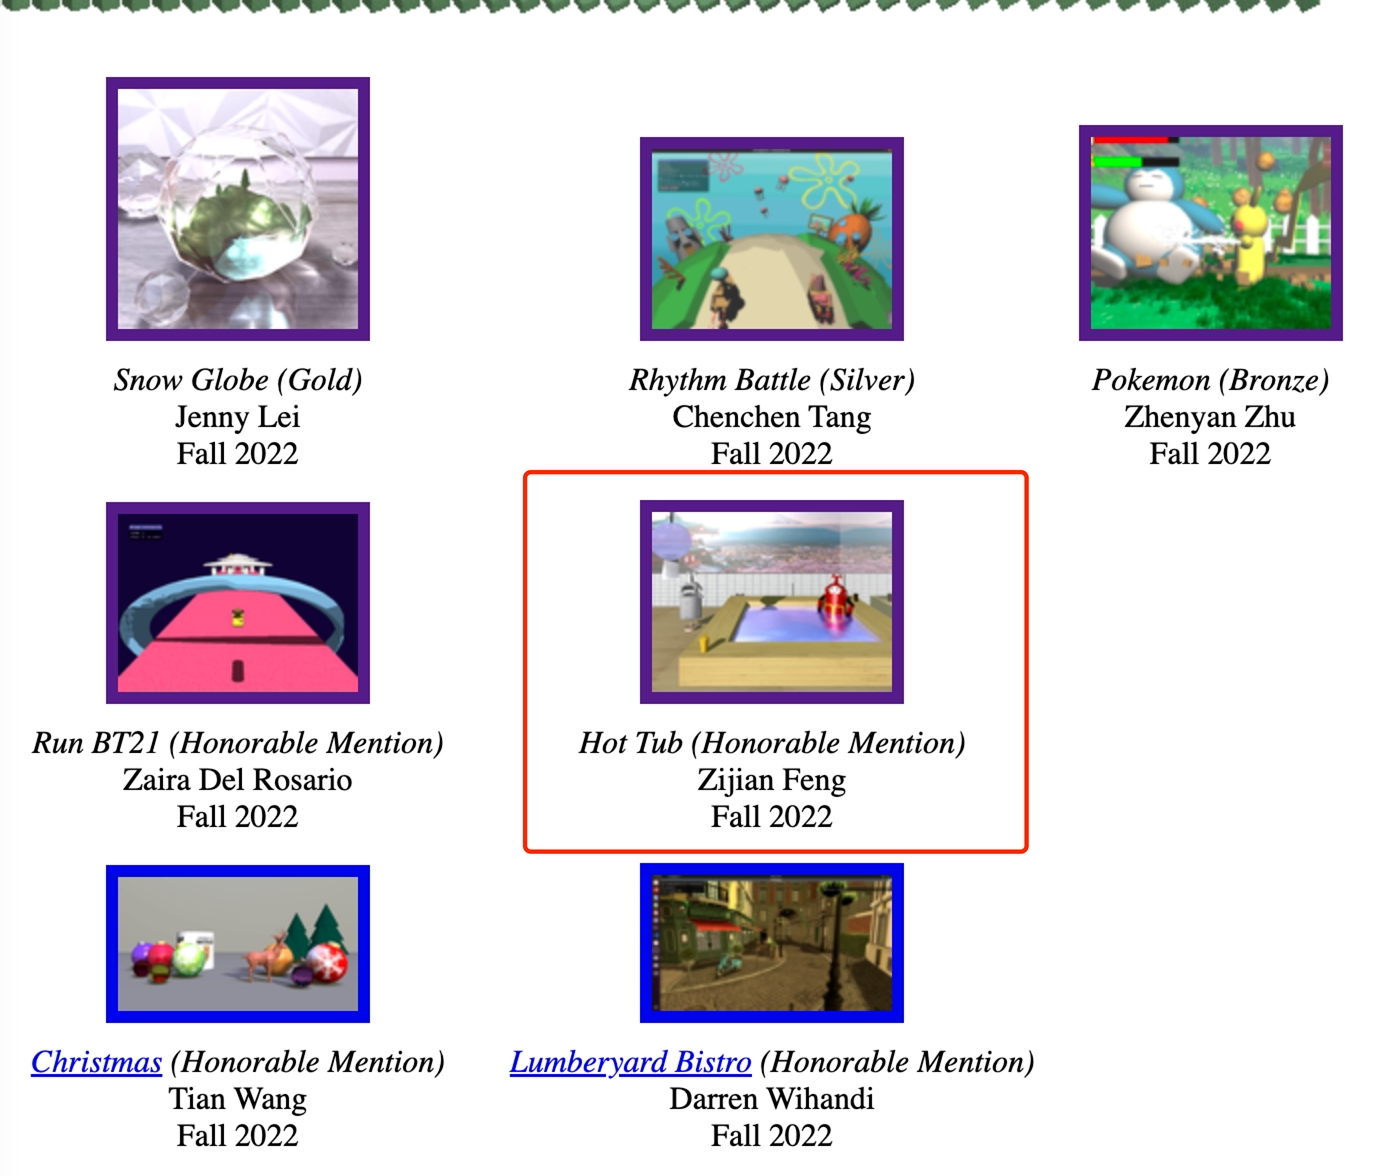 Snow Globe (Gold)
Jenny Lei
Fall 2022
Rhythm Battle (Silver)
Chenchen Tang
Fall 2022
Pokemon (Bronze)
Zhenyan Zhu
Fall 2022
Run BT21 (Honorable Mention)
Zaira Del Rosario
Fall 2022
Hot Tub (Honorable Mention)
Zijian Feng
Fall 2022
Christmas (Honorable Mention)
Tian Wang
Fall 2022
Lumberyard Bistro (Honorable Mention)
Darren Wihandi
Fall 2022